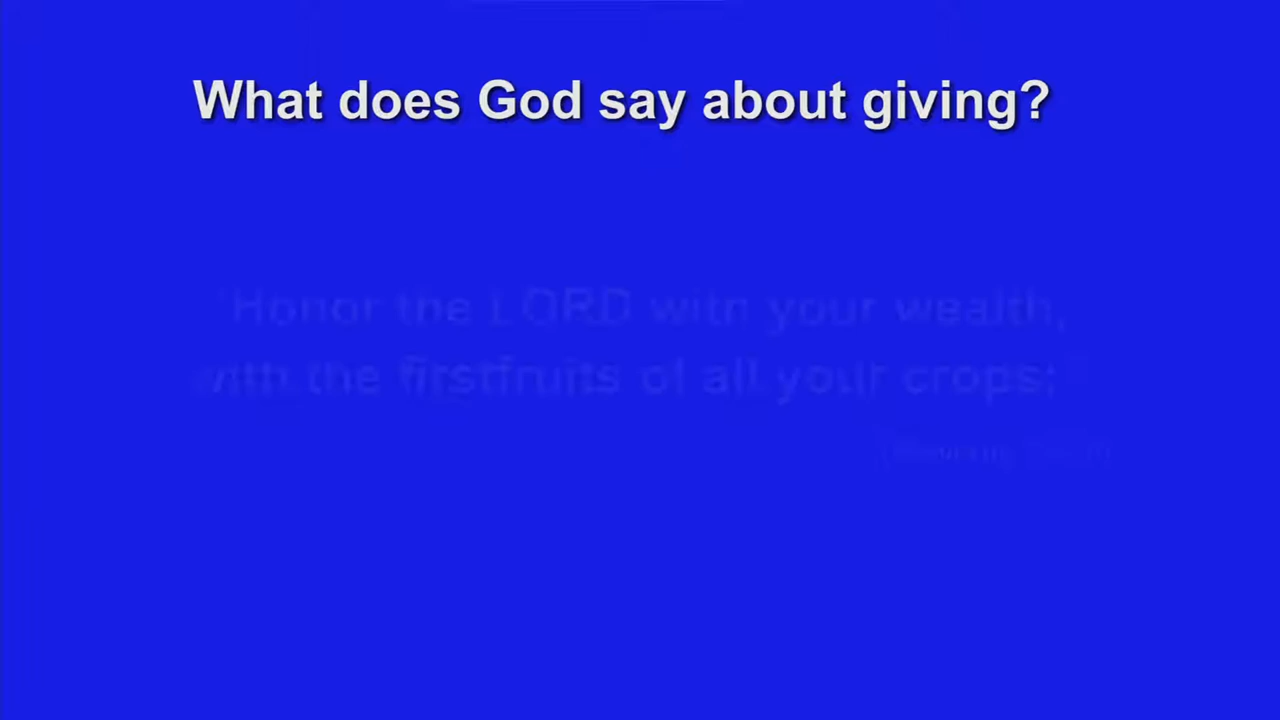 What does God say about giving?
"Honor the LORD with your wealth,
with the firstfruits of all your crops;"